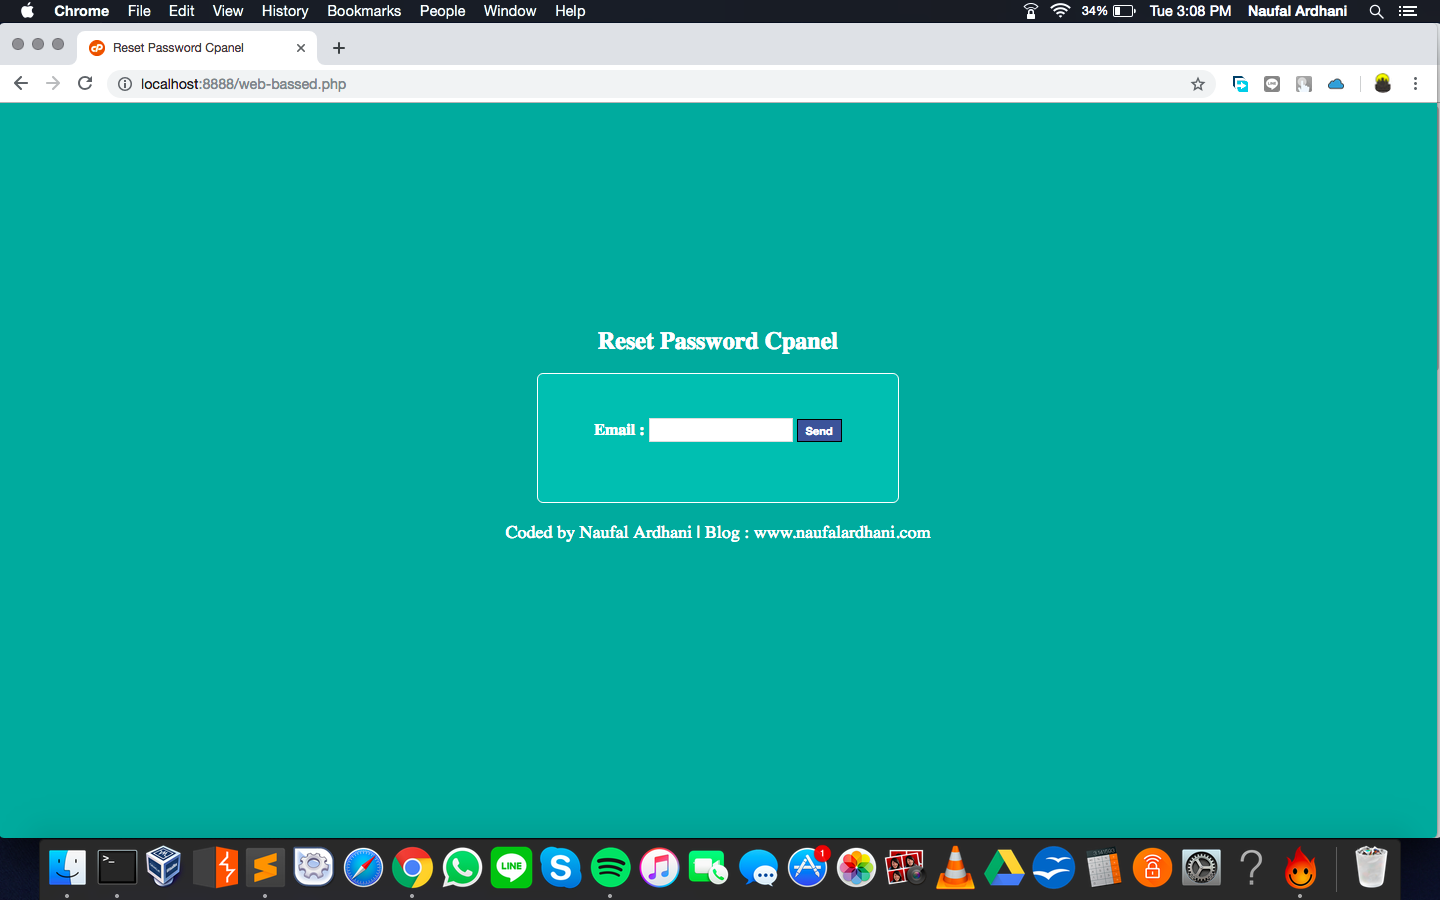 Chrome File Edit View History Bookmarks People Window Help 34% Tue 3:08 PM Naufal Ardhani
Reset Password Cpanel
localhost:8888/web-bassed.php
Reset Password Cpanel
Email : Send
Coded by Naufal Ardhani | Blog : www.naufalardhani.com
>_ LINE 1